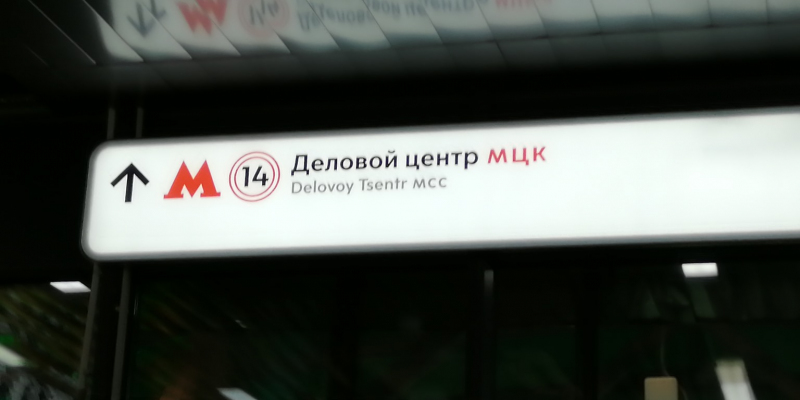 ↑ М 14 Деловой центр МЦК
Delovoy Tsentr MCC